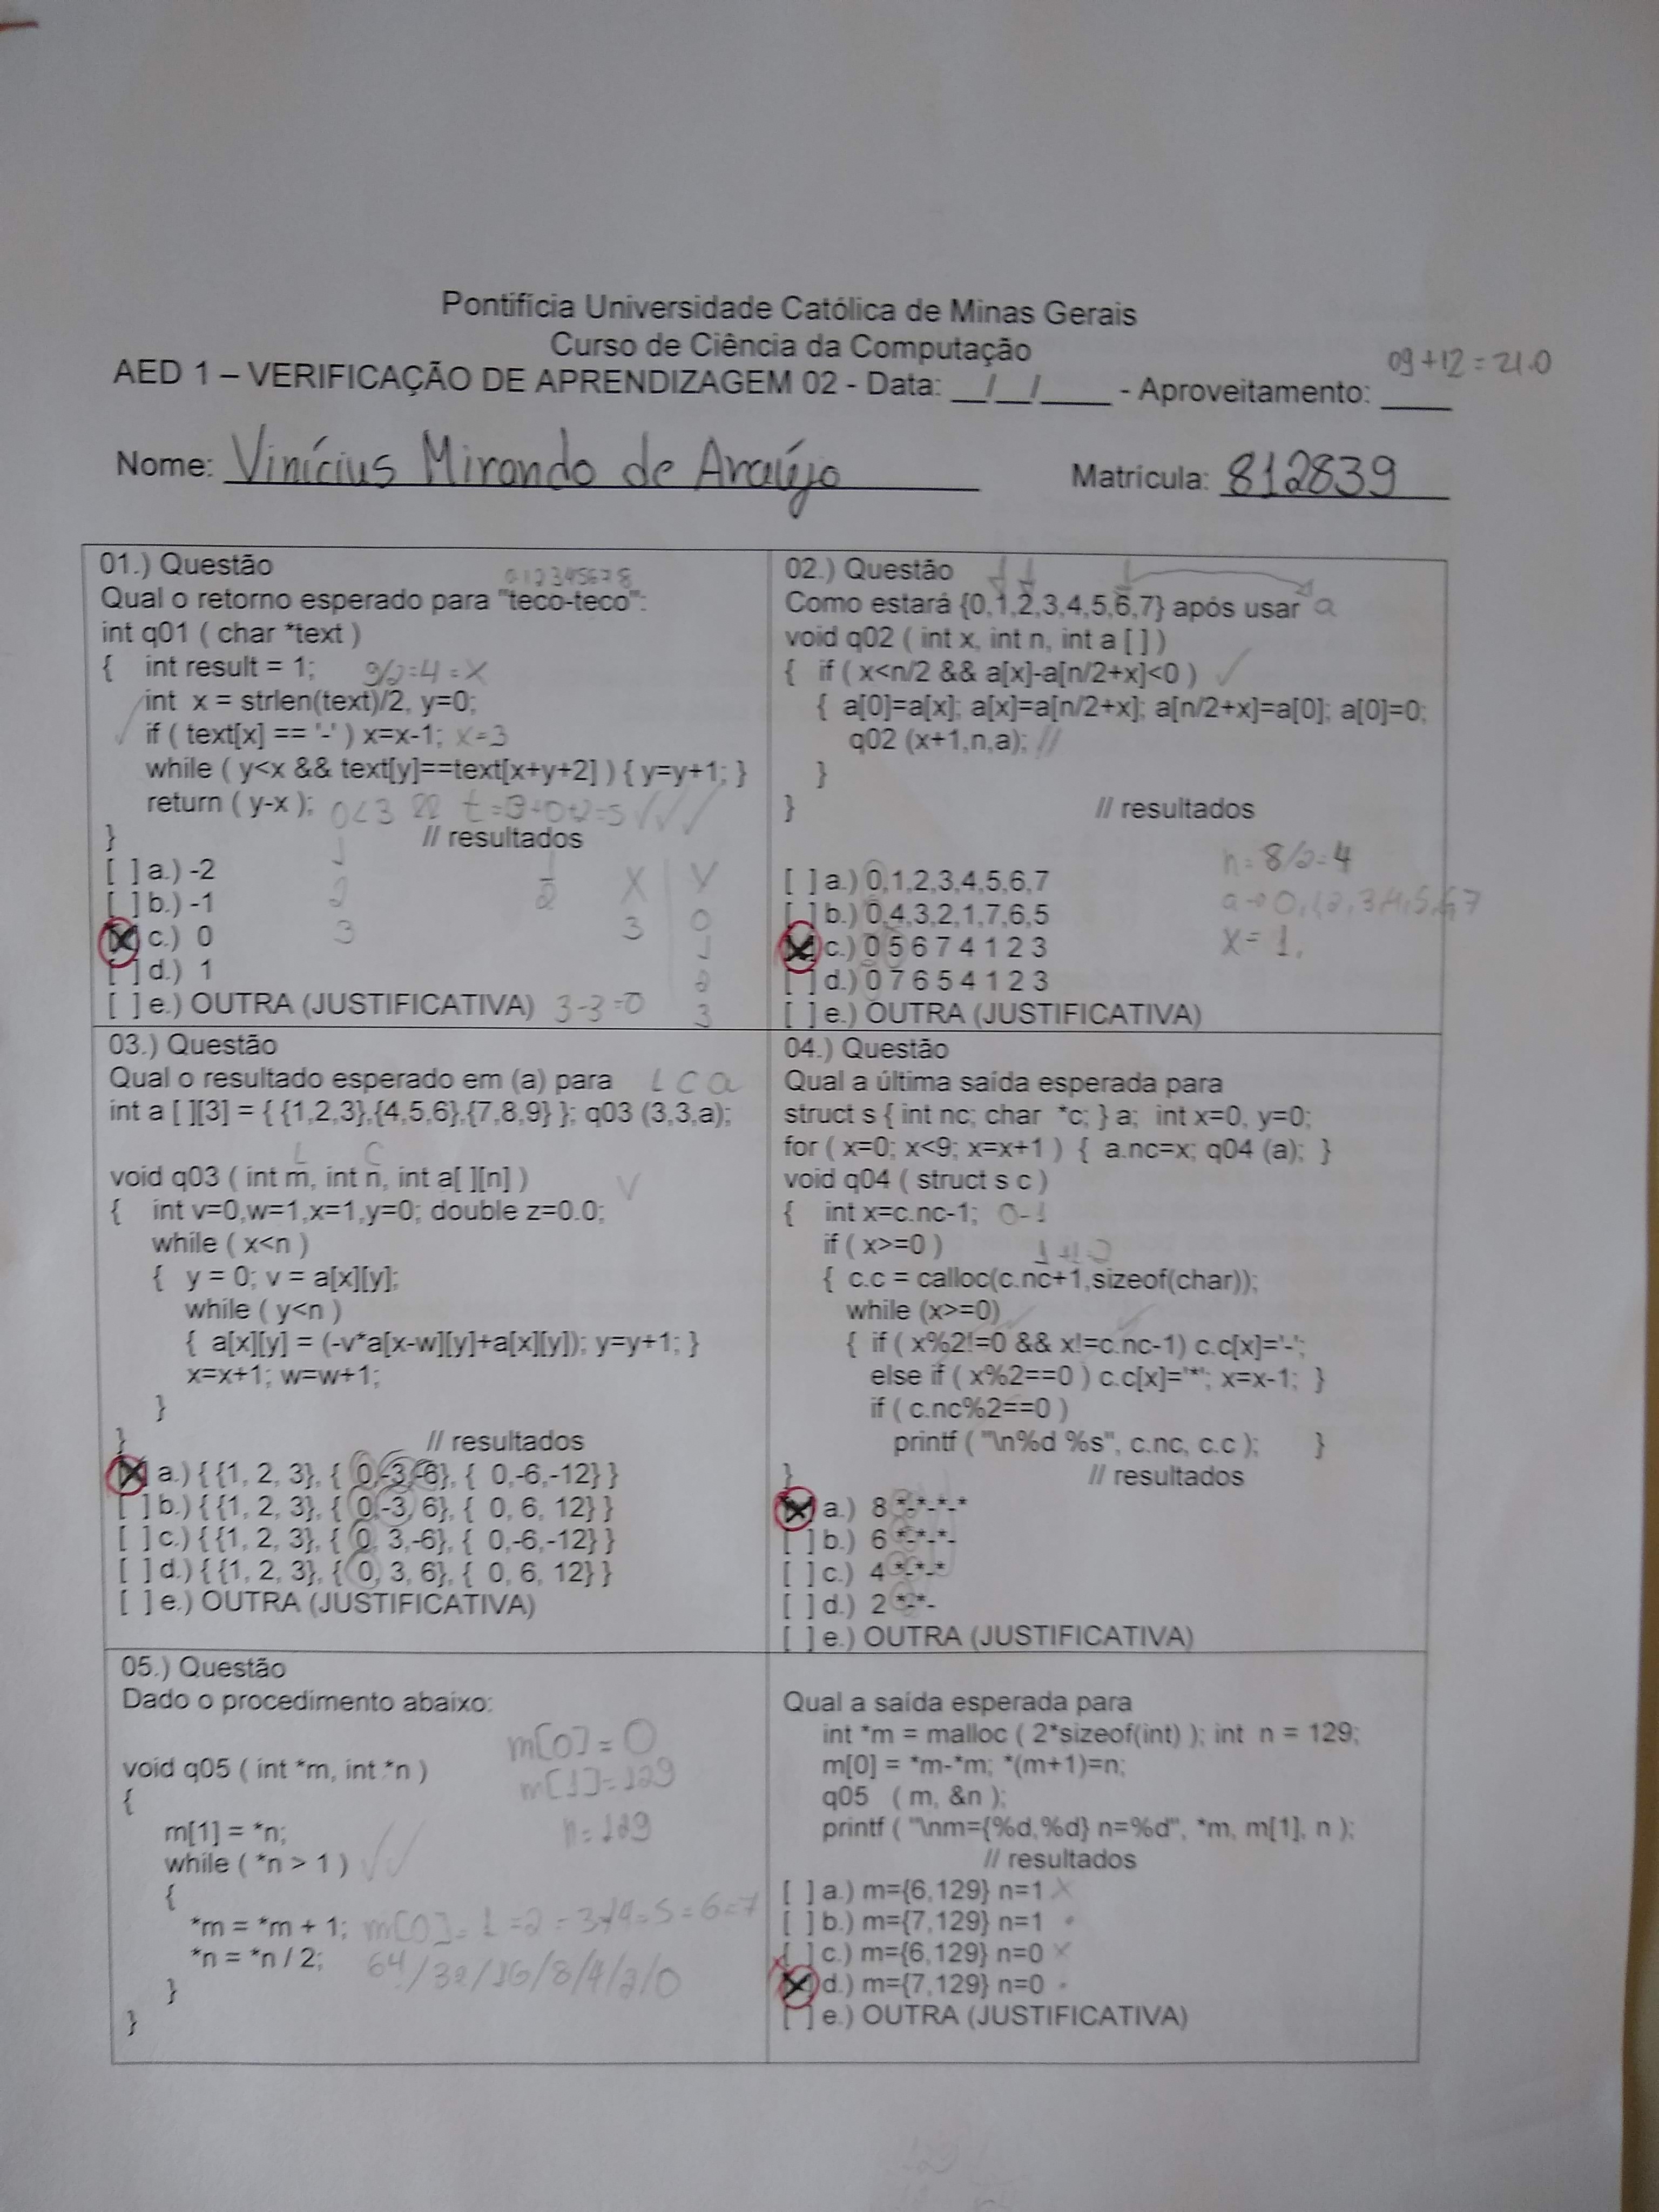 Pontifícia Universidade Católica de Minas Gerais
Curso de Ciência da Computação
09+12=21.0
AED 1 – VERIFICAÇÃO DE APRENDIZAGEM 02 - Data: __/__/____ - Aproveitamento: ____
Nome: Vinícius Mirando de Araújo Matrícula: 812839
01.) Questão
012345678
Qual o retorno esperado para "teco-teco":
int q01 ( char *text )
{ int result = 1; 9/2=4=X
int x = strlen(text)/2, y=0;
if ( text[x] == '-' ) x=x-1; x=3
while ( y<x && text[y]==text[x+y+2] ) { y=y+1; }
return ( y-x ); 0<3 && t=3+0+2=5
}
// resultados
[ ] a.) -2
[ ] b.) -1
[X] c.) 0
[ ] d.) 1
[ ] e.) OUTRA (JUSTIFICATIVA) 3-3=0
1
2
3
1
2
X Y
3 0
1
2
3
02.) Questão
Como estará {0,1,2,3,4,5,6,7} após usar a
void q02 ( int x, int n, int a [ ] )
{ if ( x<n/2 && a[x]-a[n/2+x]<0 )
{ a[0]=a[x]; a[x]=a[n/2+x]; a[n/2+x]=a[0]; a[0]=0;
q02 (x+1,n,a); //
}
}
// resultados
n= 8/2=4
[ ] a.) 0,1,2,3,4,5,6,7
a→0,1,2,3,4,5,6,7
[ ] b.) 0,4,3,2,1,7,6,5
X= 1,
[X] c.) 0 5 6 7 4 1 2 3
[ ] d.) 0 7 6 5 4 1 2 3
[ ] e.) OUTRA (JUSTIFICATIVA)
03.) Questão
Qual o resultado esperado em (a) para L C a
int a [ ][3] = { {1,2,3},{4,5,6},{7,8,9} }; q03 (3,3,a);
L C
void q03 ( int m, int n, int a[ ][n] )
{ int v=0,w=1,x=1,y=0; double z=0.0; V
while ( x<n )
{ y = 0; v = a[x][y];
while ( y<n )
{ a[x][y] = (-v*a[x-w][y]+a[x][y]); y=y+1; }
x=x+1; w=w+1;
}
}
// resultados
[X] a.) { {1, 2, 3}, { 0,-3,-6}, { 0,-6,-12} }
[ ] b.) { {1, 2, 3}, { 0,-3, 6}, { 0, 6, 12} }
[ ] c.) { {1, 2, 3}, { 0, 3,-6}, { 0,-6,-12} }
[ ] d.) { {1, 2, 3}, { 0, 3, 6}, { 0, 6, 12} }
[ ] e.) OUTRA (JUSTIFICATIVA)
04.) Questão
Qual a última saída esperada para
struct s { int nc; char *c; } a; int x=0, y=0;
for ( x=0; x<9; x=x+1 ) { a.nc=x; q04 (a); }
void q04 ( struct s c )
{ int x=c.nc-1; 0-1
if ( x>=0 )
{ c.c = calloc(c.nc+1,sizeof(char));
while (x>=0)
{ if ( x%2!=0 && x!=c.nc-1) c.c[x]='-';
else if ( x%2==0 ) c.c[x]='*'; x=x-1; }
if ( c.nc%2==0 )
printf ( "\n%d %s", c.nc, c.c ); }
}
// resultados
[X] a.) 8 *-*-*-*
[ ] b.) 6 *-*-*-
[ ] c.) 4 *-*-*
[ ] d.) 2 *-*-
[ ] e.) OUTRA (JUSTIFICATIVA)
05.) Questão
Dado o procedimento abaixo:
m[0] = 0
void q05 ( int *m, int *n )
m[1]=129
{
n=129
m[1] = *n;
while ( *n > 1 )
{
*m = *m + 1; m[0]= 1 =2 = 3=4=5=6=7
*n = *n / 2; 64/32/16/8/4/2/0
}
}
Qual a saída esperada para
int *m = malloc ( 2*sizeof(int) ); int n = 129;
m[0] = *m-*m; *(m+1)=n;
q05 ( m, &n );
printf ( "\nm={%d,%d} n=%d", *m, m[1], n );
// resultados
[ ] a.) m={6,129} n=1 X
[ ] b.) m={7,129} n=1
[ ] c.) m={6,129} n=0 X
[X] d.) m={7,129} n=0
[ ] e.) OUTRA (JUSTIFICATIVA)